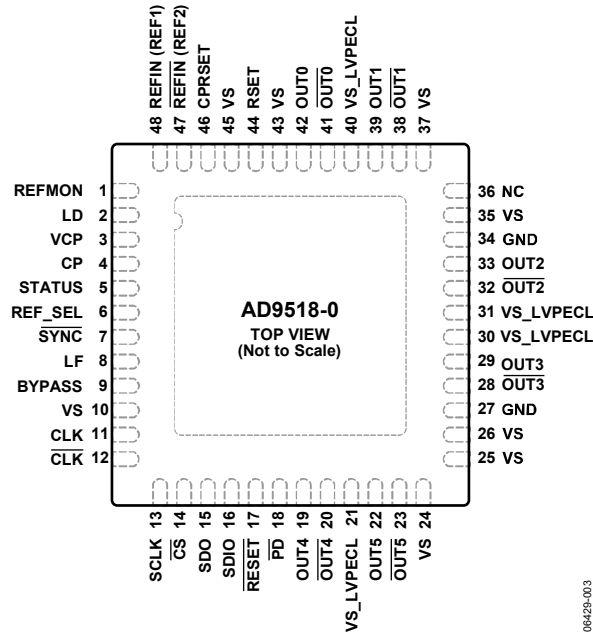 48 REFIN (REF1)
47 REFIN (REF2)
46 CPRSET
45 VS
44 RSET
43 VS
42 OUT0
41 OUT0
40 VS_LVPECL
39 OUT1
38 OUT1
37 VS
REFMON 1
LD 2
VCP 3
CP 4
STATUS 5
REF_SEL 6
SYNC 7
LF 8
BYPASS 9
VS 10
CLK 11
CLK 12
AD9518-0
TOP VIEW
(Not to Scale)
36 NC
35 VS
34 GND
33 OUT2
32 OUT2
31 VS_LVPECL
30 VS_LVPECL
29 OUT3
28 OUT3
27 GND
26 VS
25 VS
SCLK 13
CS 14
SDO 15
SDIO 16
RESET 17
PD 18
OUT4 19
OUT4 20
VS_LVPECL 21
OUT5 22
OUT5 23
VS 24
06429-003